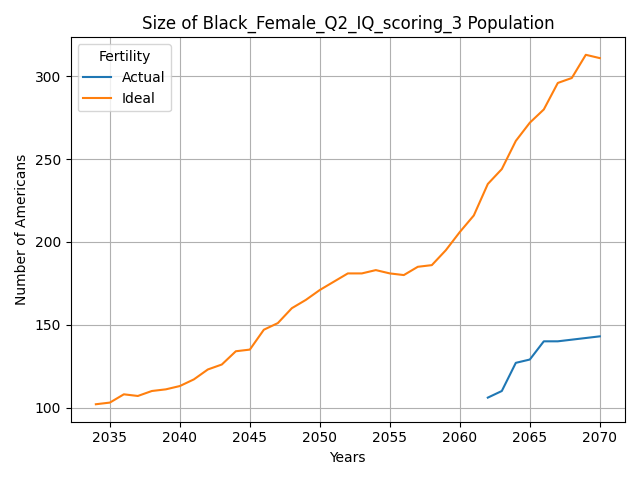 Size of Black_Female_Q2_IQ_scoring_3 Population
Fertility
Actual
Ideal
Number of Americans
300
250
200
150
100
2035 2040 2045 2050 2055 2060 2065 2070
Years